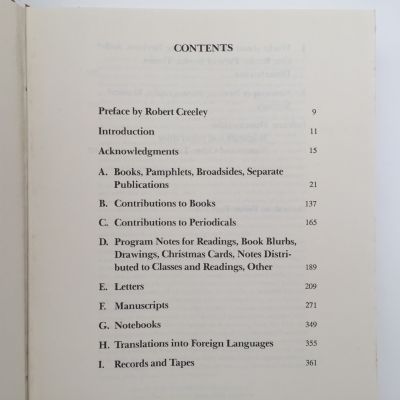 CONTENTS
Preface by Robert Creeley 9
Introduction 11
Acknowledgments 15
A. Books, Pamphlets, Broadsides, Separate
Publications 21
B. Contributions to Books 137
C. Contributions to Periodicals 165
D. Program Notes for Readings, Book Blurbs,
Drawings, Christmas Cards, Notes Distri-
buted to Classes and Readings, Other 189
E. Letters 209
F. Manuscripts 271
G. Notebooks 349
H. Translations into Foreign Languages 355
I. Records and Tapes 361